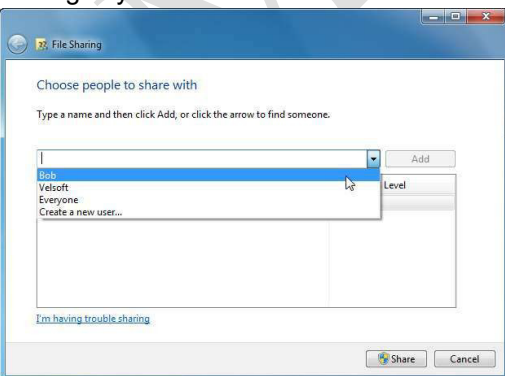 File Sharing
Choose people to share with
Type a name and then click Add, or click the arrow to find someone.
Add
Bob
Level
Velsoft
Everyone
Create a new user...
I'm having trouble sharing
Share
Cancel